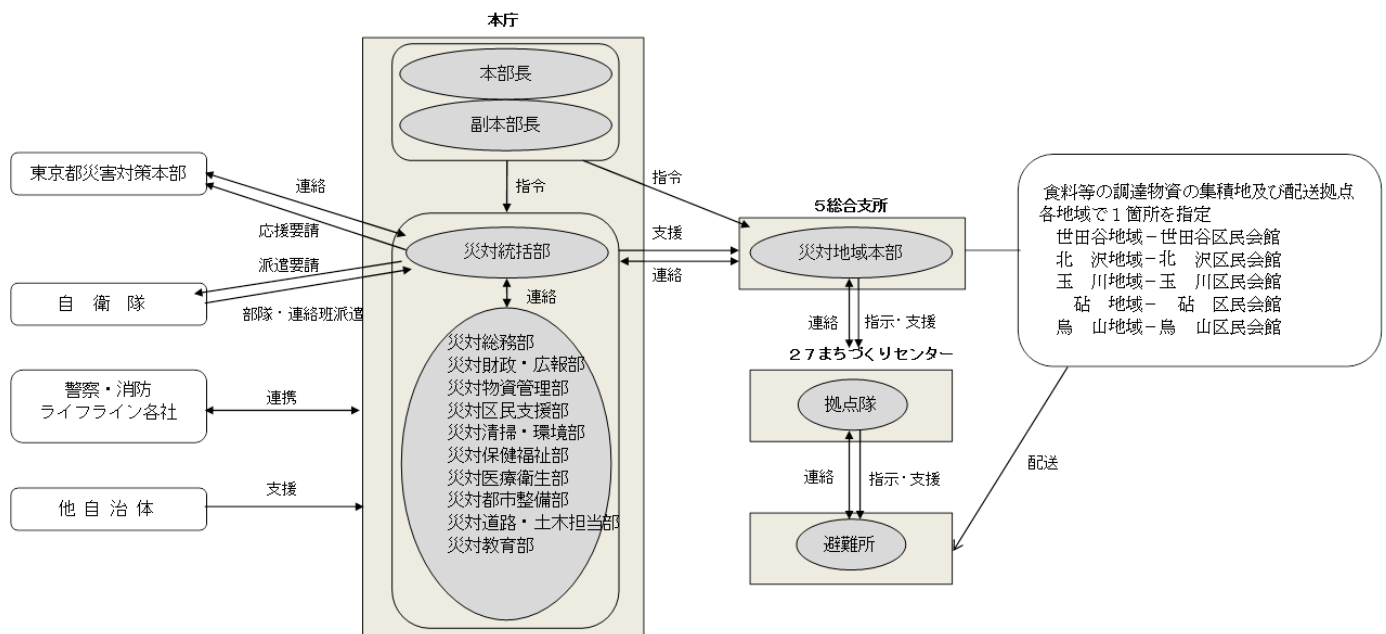 本庁
本部長
副本部長
指令
指令
東京都災害対策本部
連絡
応援要請
派遣要請
自 衛 隊
部隊・連絡班派遣
警察・消防
ライフライン各社
連携
他 自 治 体
支援
災対統括部
連絡
災対総務部
災対財政・広報部
災対物資管理部
災対区民支援部
災対清掃・環境部
災対保健福祉部
災対医療衛生部
災対都市整備部
災対道路・土木担当部
災対教育部
支援
連絡
5総合支所
災対地域本部
連絡
指示・支援
27まちづくりセンター
拠点隊
連絡
指示・支援
避難所
食料等の調達物資の集積地及び配送拠点
各地域で1箇所を指定
世田谷地域－世田谷区民会館
北 沢地域－北 沢区民会館
玉 川地域－玉 川区民会館
砧 地域－ 砧 区民会館
烏 山地域－烏 山区民会館
配送